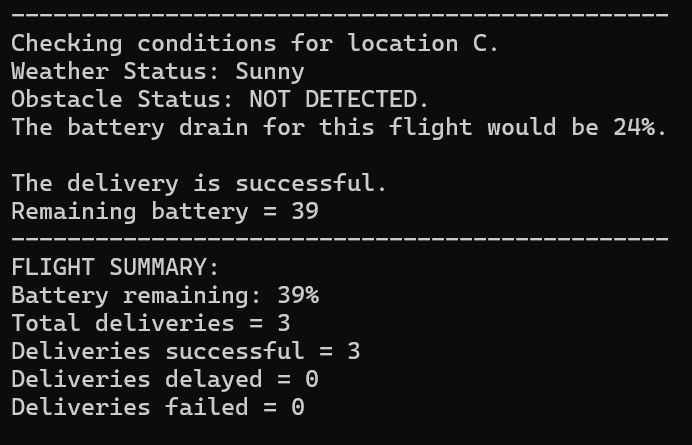 -----------------------------------------------
Checking conditions for location C.
Weather Status: Sunny
Obstacle Status: NOT DETECTED.
The battery drain for this flight would be 24%.
The delivery is successful.
Remaining battery = 39
-----------------------------------------------
FLIGHT SUMMARY:
Battery remaining: 39%
Total deliveries = 3
Deliveries successful = 3
Deliveries delayed = 0
Deliveries failed = 0